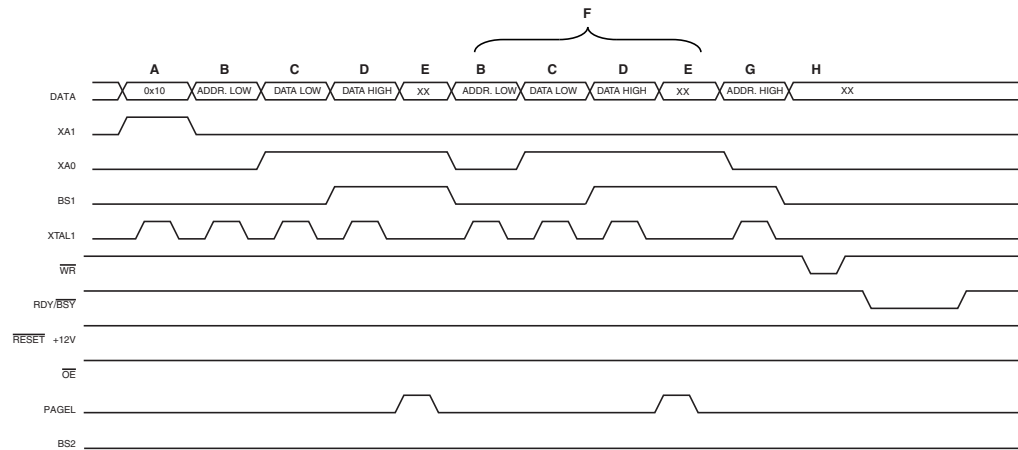 F
A B C D E B C D E G H
DATA 0x10 ADDR. LOW DATA LOW DATA HIGH XX ADDR. LOW DATA LOW DATA HIGH XX ADDR. HIGH XX
XA1
XA0
BS1
XTAL1
WR
RDY/BSY
RESET +12V
OE
PAGEL
BS2